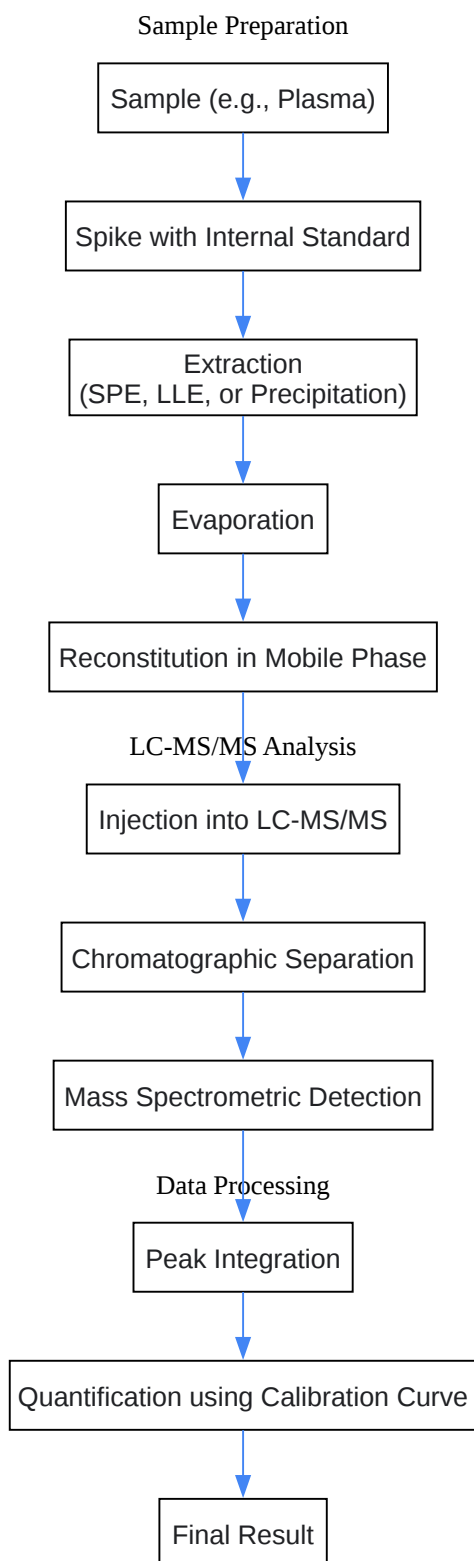 Sample Preparation
Sample (e.g., Plasma)
Spike with Internal Standard
Extraction
(SPE, LLE, or Precipitation)
Evaporation
Reconstitution in Mobile Phase
LC-MS/MS Analysis
Injection into LC-MS/MS
Chromatographic Separation
Mass Spectrometric Detection
Data Processing
Peak Integration
Quantification using Calibration Curve
Final Result